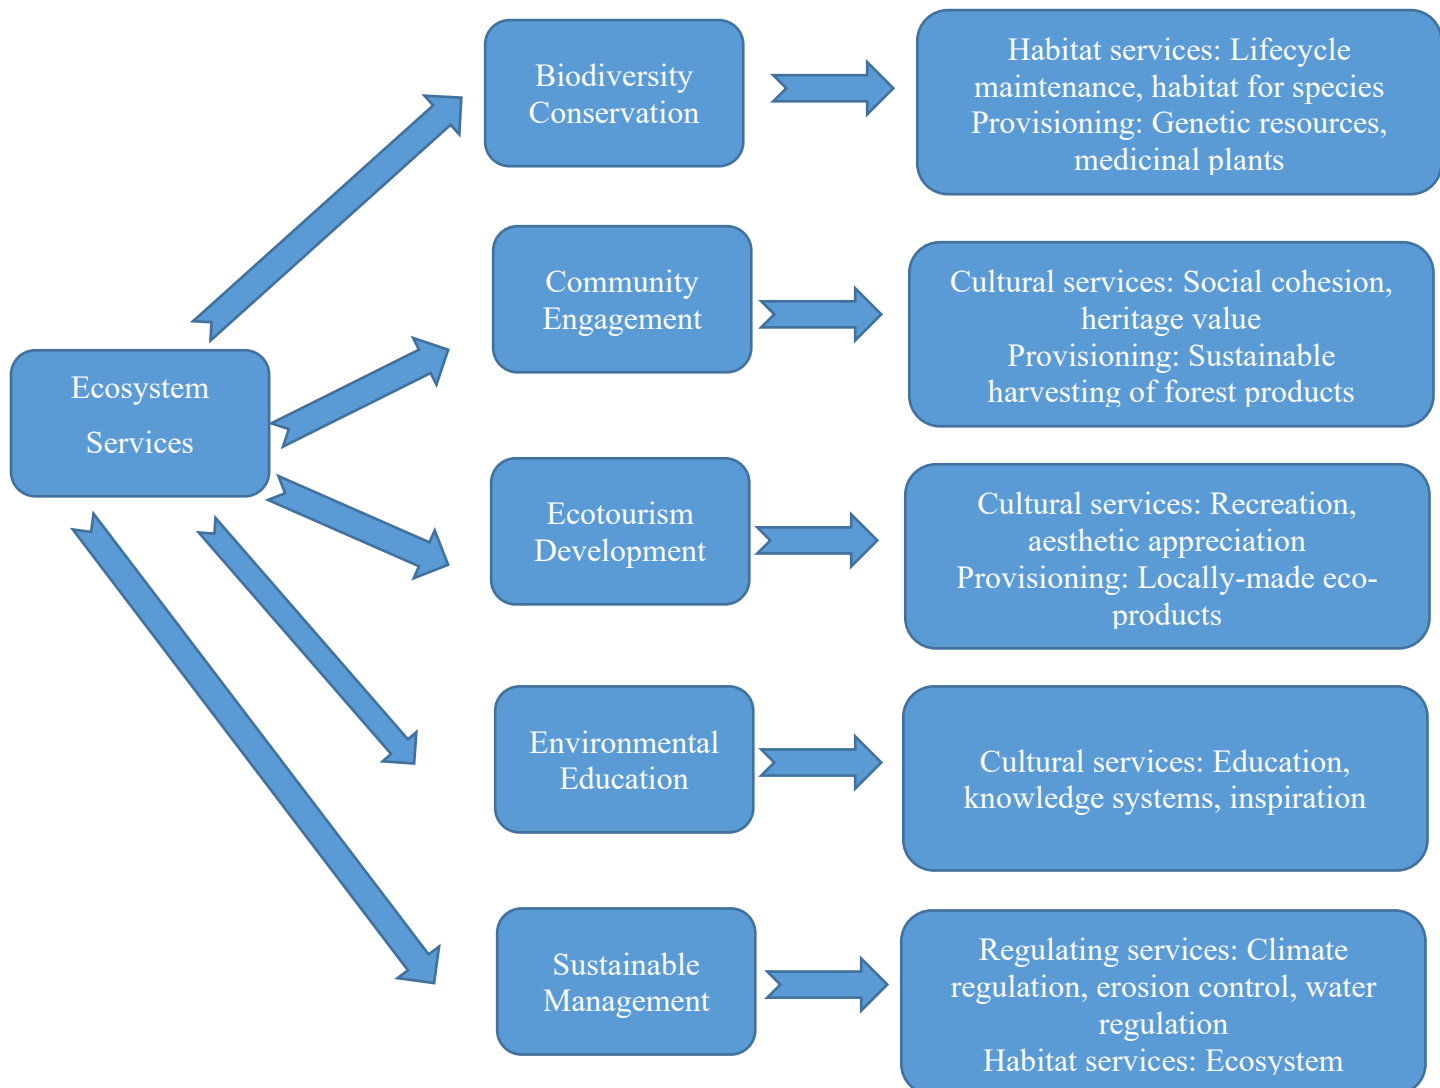 Biodiversity
Conservation
Habitat services: Lifecycle
maintenance, habitat for species
Provisioning: Genetic resources,
medicinal plants
Community
Engagement
Cultural services: Social cohesion,
heritage value
Provisioning: Sustainable
harvesting of forest products
Ecosystem
Services
Ecotourism
Development
Cultural services: Recreation,
aesthetic appreciation
Provisioning: Locally-made eco-
products
Environmental
Education
Cultural services: Education,
knowledge systems, inspiration
Sustainable
Management
Regulating services: Climate
regulation, erosion control, water
regulation
Habitat services: Ecosystem